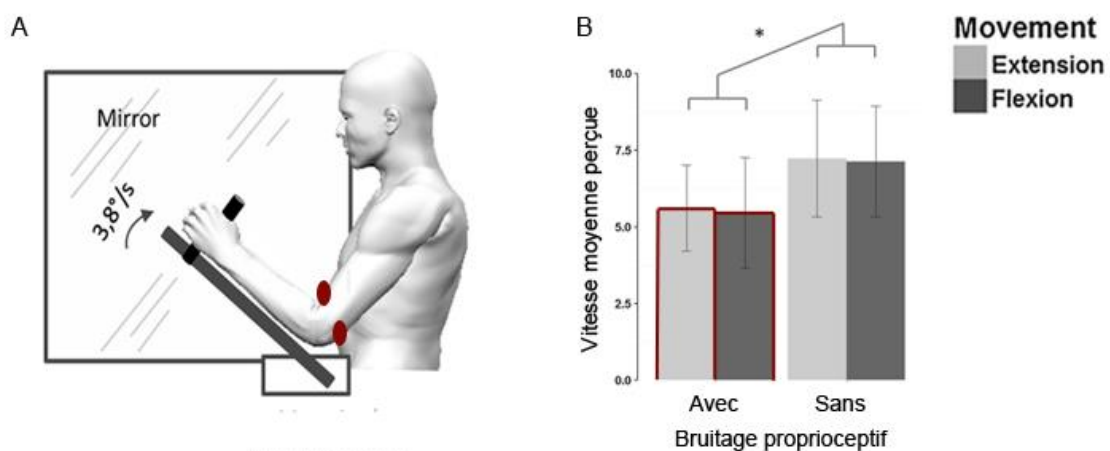 A
Mirror
3,8°/s
B
*
Movement
Extension
Flexion
Vitesse moyenne perçue
10.0
7.5
5.0
2.5
0.0
Avec
Sans
Bruitage proprioceptif